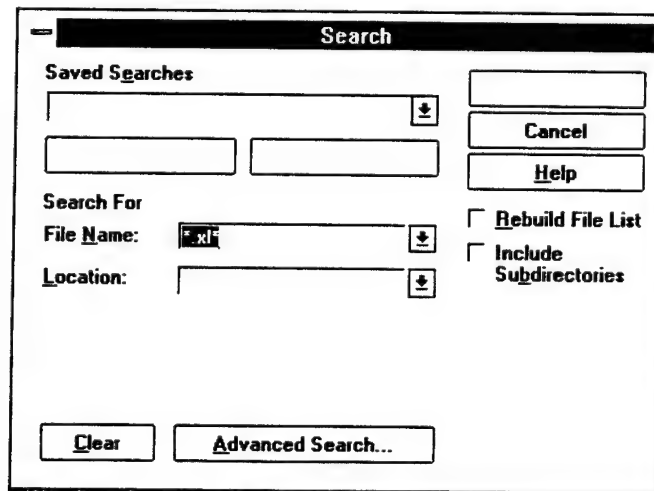 Search
Saved Searches
Cancel
Help
Search For
File Name: *.xl*
Rebuild File List
Include
Subdirectories
Location:
Clear
Advanced Search...